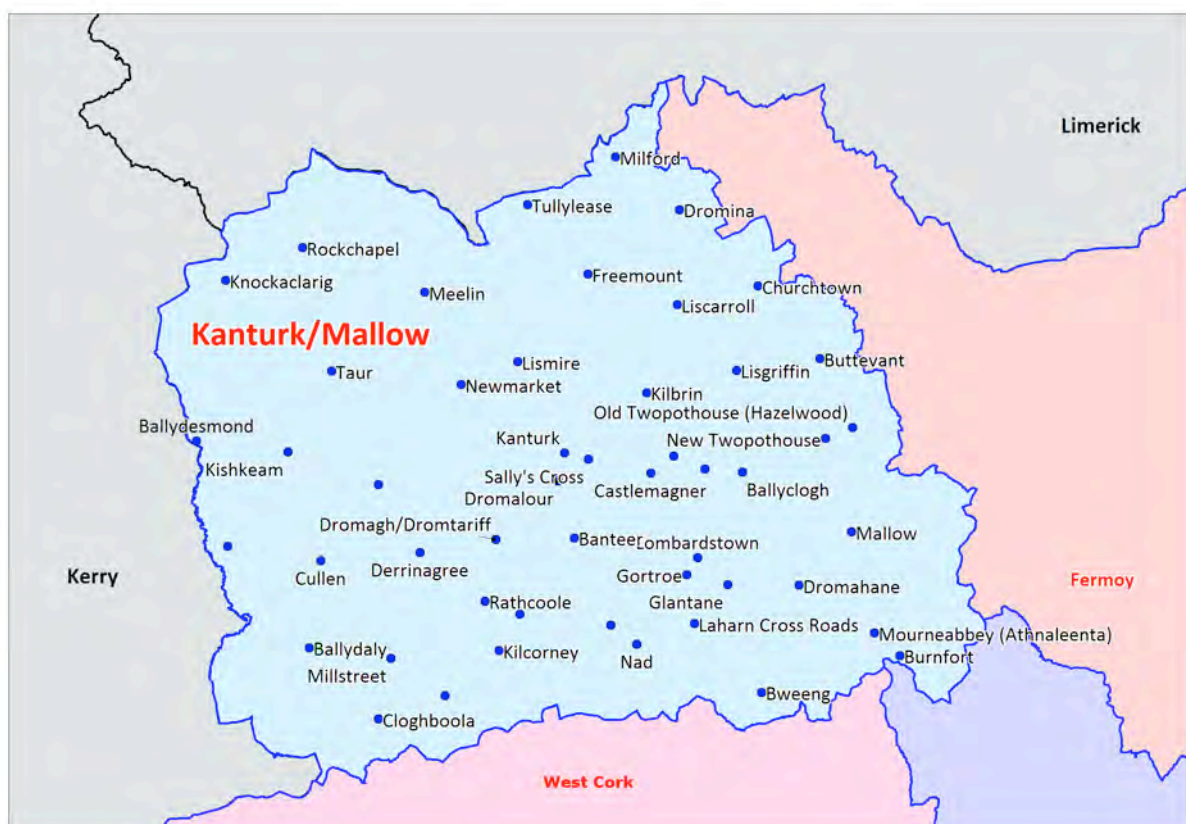 Limerick
Milford
Tullylease
Dromina
Rockchapel
Freemount
Knockaclarig
Churchtown
Meelin
Liscarroll
Kanturk/Mallow
Buttevant
Lismire
Lisgriffin
Taur
Newmarket
Kilbrin
Old Twopothouse (Hazelwood)
Ballydesmond
Kanturk
New Twopothouse
Kishkeam
Sally's Cross
Castlemagner
Ballyclogh
Dromalour
Dromagh/Dromtariff
Banteer
Mallow
Lombardstown
Derrinagree
Kerry
Cullen
Gortroe
Fermoy
Dromahane
Glantane
Rathcoole
Laharn Cross Roads
Mourneabbey (Athnaleenta)
Ballydaly
Kilcorney
Burnfort
Nad
Millstreet
Bweeng
Cloghboola
West Cork